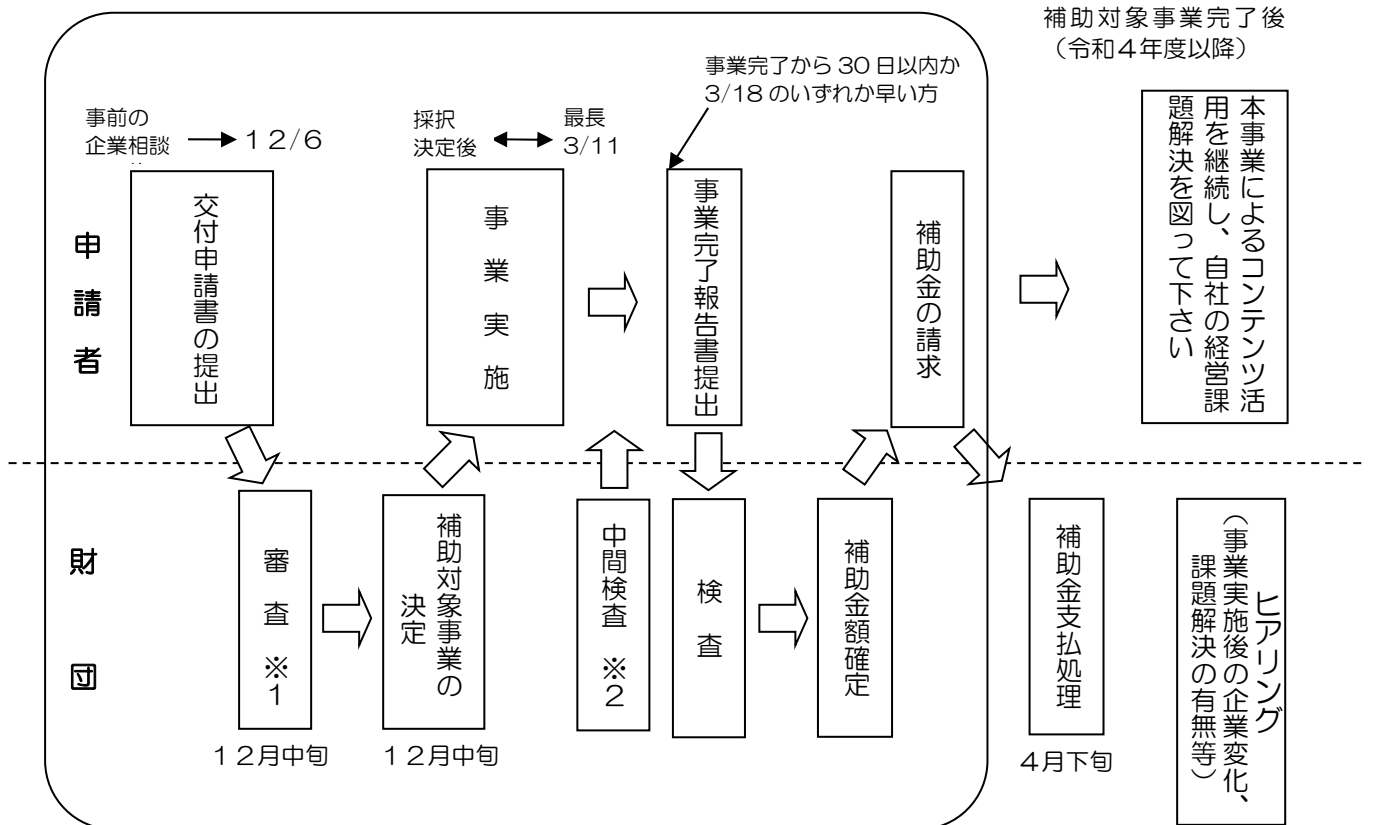 補助対象事業完了後
（令和４年度以降）
事業完了から 30 日以内か
3/18 のいずれか早い方
事前の
企業相談
１２/６
採択
決定後
最長
3/11
申請者
交付申請書の提出
事業実施
事業完了報告書提出
補助金の請求
本事業によるコンテンツ活
用を継続し、自社の経営課
題解決を図って下さい
財団
審査 ※１
補助対象事業の
決定
中間検査 ※２
検査
補助金額確定
補助金支払処理
ヒアリング
（事業実施後の企業変化、
課題解決の有無等）
１２月中旬
１２月中旬
４月下旬